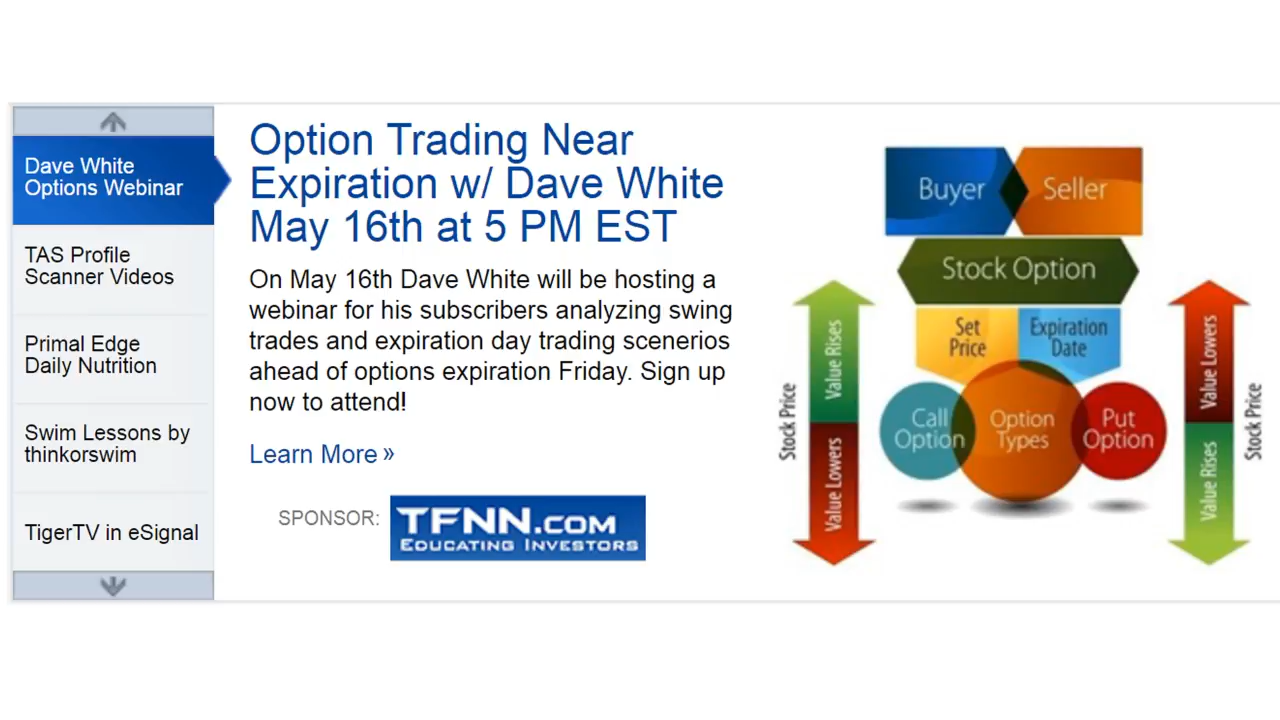 Dave White
Options Webinar
TAS Profile
Scanner Videos
Primal Edge
Daily Nutrition
Swim Lessons by
thinkorswim
TigerTV in eSignal
Option Trading Near
Expiration w/ Dave White
May 16th at 5 PM EST
On May 16th Dave White will be hosting a
webinar for his subscribers analyzing swing
trades and expiration day trading scenerios
ahead of options expiration Friday. Sign up
now to attend!
Learn More »
SPONSOR:
TFNN.COM
EDUCATING INVESTORS
Buyer
Seller
Stock Option
Set
Price
Expiration
Date
Call
Option
Option
Types
Put
Option
Stock Price
Value Rises
Value Lowers
Value Lowers
Value Rises
Stock Price